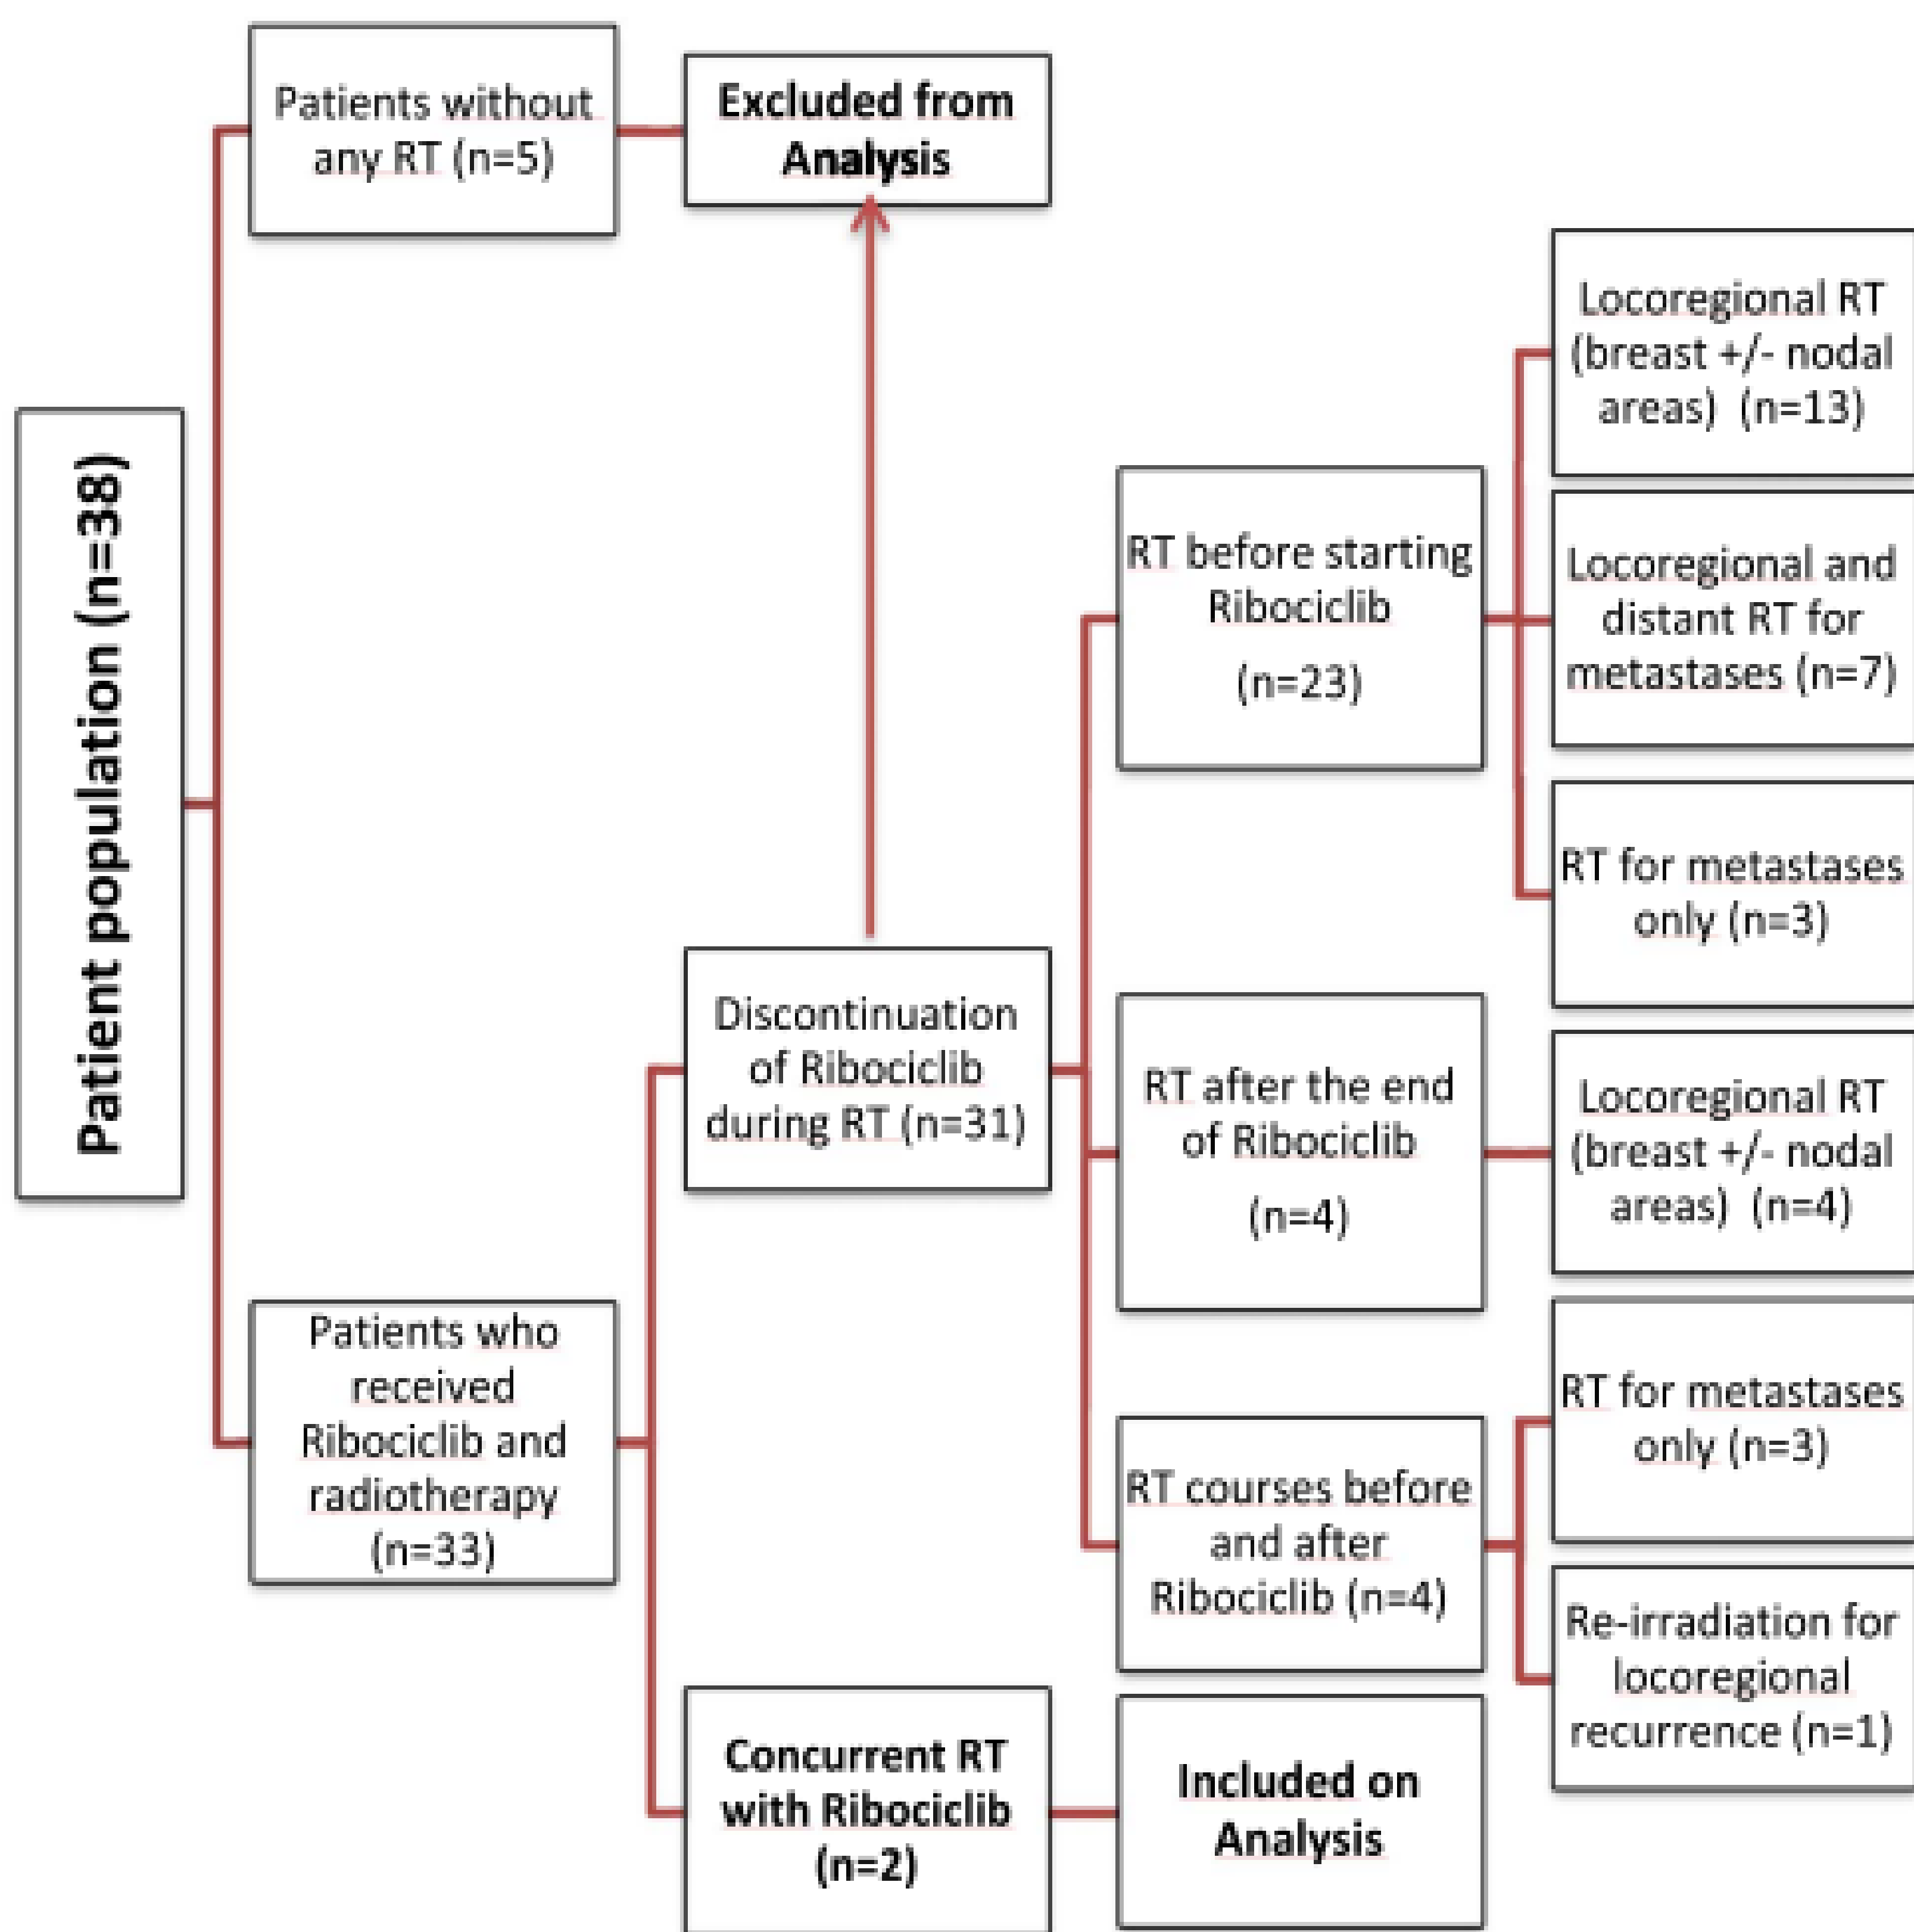 Patient population (n=38)
Patients without
any RT (n=5)
Excluded from
Analysis
Patients who
received
Ribociclib and
radiotherapy
(n=33)
Discontinuation
of Ribociclib
during RT (n=31)
Concurrent RT
with Ribociclib
(n=2)
RT before starting
Ribociclib
(n=23)
RT after the end
of Ribociclib
(n=4)
RT courses before
and after
Ribociclib (n=4)
Included on
Analysis
Locoregional RT
(breast +/- nodal
areas) (n=13)
Locoregional and
distant RT for
metastases (n=7)
RT for metastases
only (n=3)
Locoregional RT
(breast +/- nodal
areas) (n=4)
RT for metastases
only (n=3)
Re-irradiation for
locoregional
recurrence (n=1)